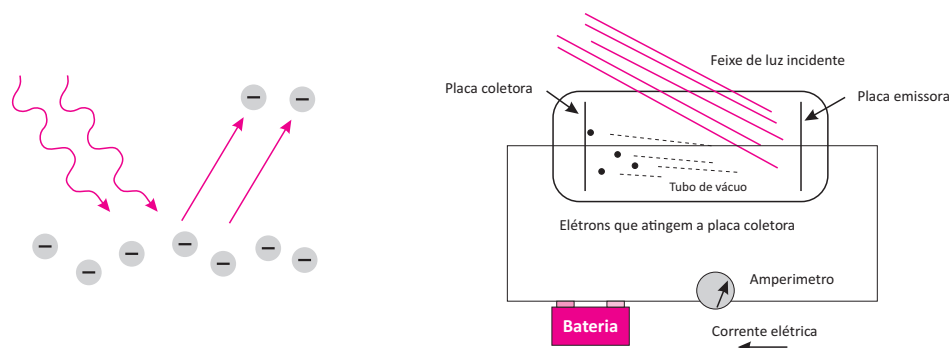 Feixe de luz incidente
Placa coletora
Placa emissora
Tubo de vácuo
Elétrons que atingem a placa coletora
Amperimetro
Bateria
Corrente elétrica